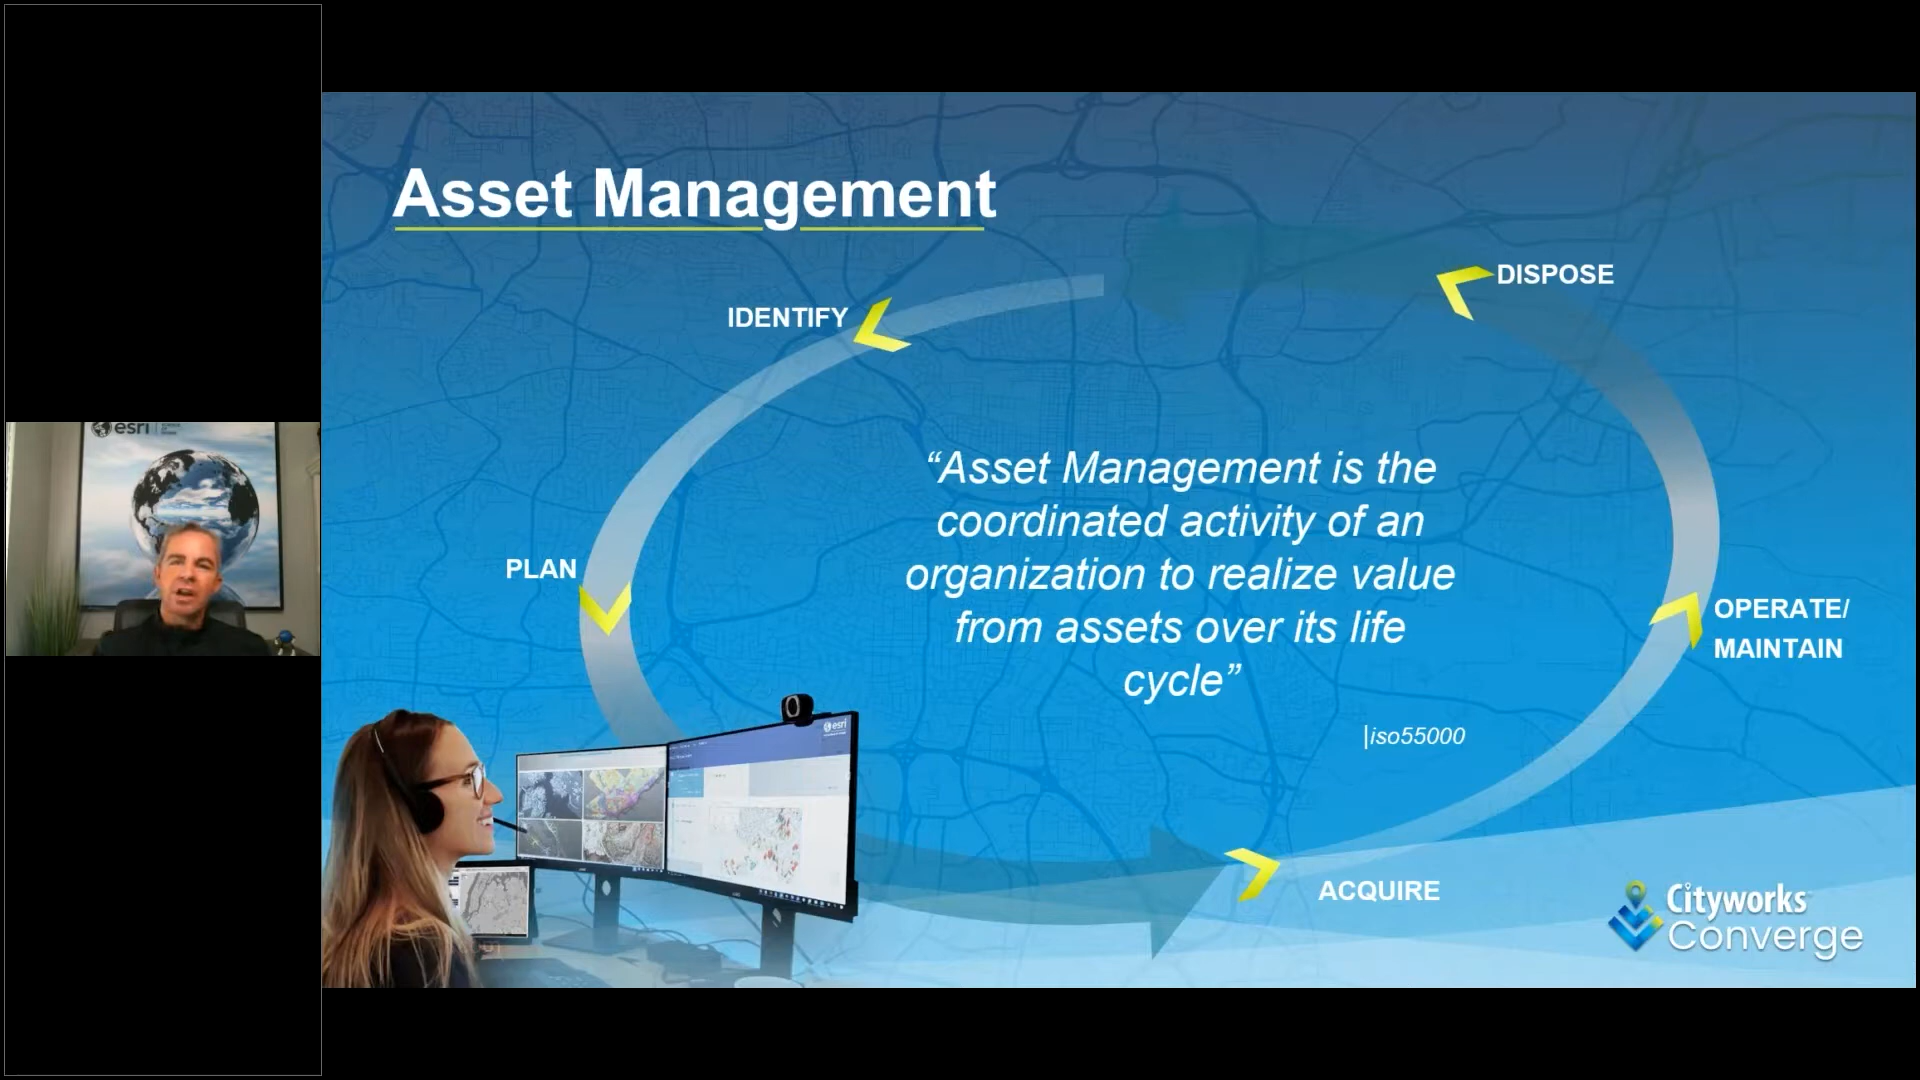 esri
Asset Management
DISPOSE
IDENTIFY
“Asset Management is the
coordinated activity of an
organization to realize value
from assets over its life
cycle”
|iso55000
PLAN
OPERATE/
MAINTAIN
esri
ACQUIRE
Cityworks
Converge